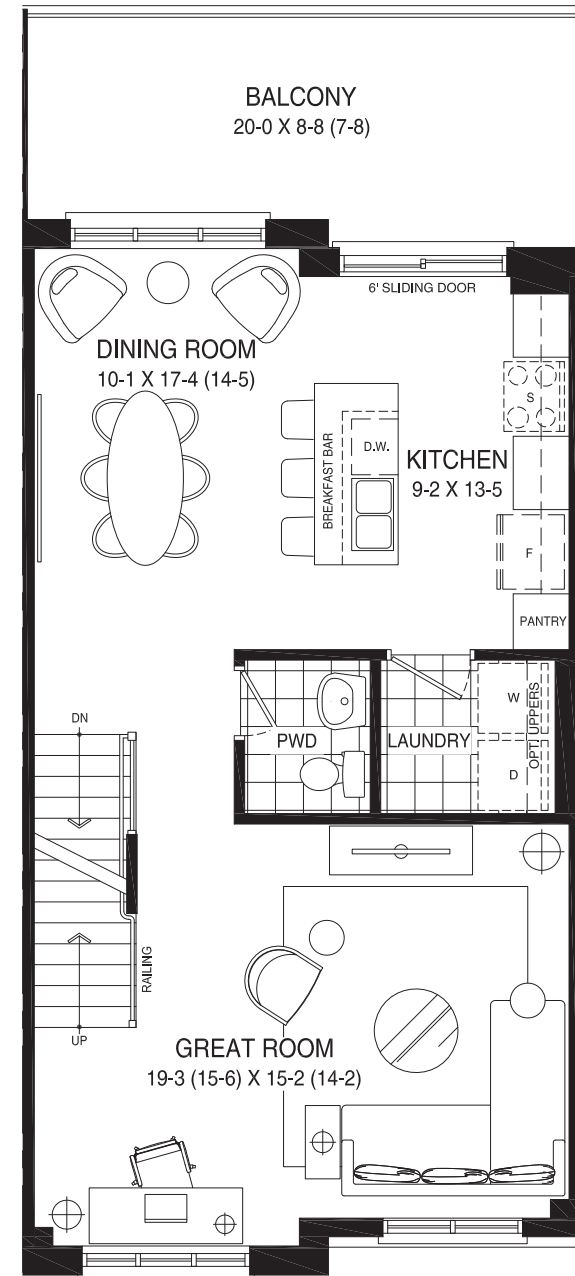 BALCONY
20-0 X 8-8 (7-8)
6' SLIDING DOOR
DINING ROOM
10-1 X 17-4 (14-5)
S
BREAKFAST BAR
D.W.
KITCHEN
9-2 X 13-5
F
PANTRY
DN
PWD
LAUNDRY
W
D
OPT. UPPERS
RAILING
UP
GREAT ROOM
19-3 (15-6) X 15-2 (14-2)